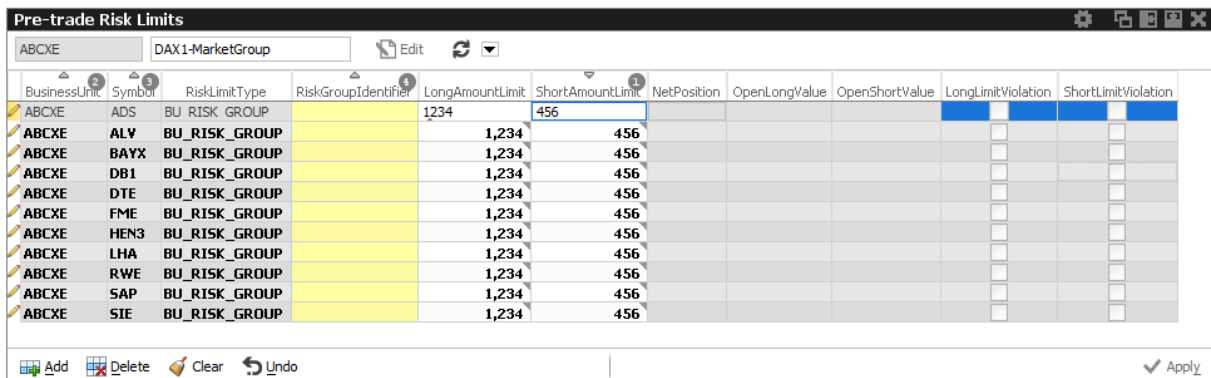 Pre-trade Risk Limits
ABCXE DAX1-MarketGroup Edit
BusinessUnit 2 Symbol 3 RiskLimitType RiskGroupIdentifier 4 LongAmountLimit ShortAmountLimit 1 NetPosition OpenLongValue OpenShortValue LongLimitViolation ShortLimitViolation
ABCXE ADS BU_RISK_GROUP 1234 456
ABCXE ALV BU_RISK_GROUP 1,234 456
ABCXE BAYX BU_RISK_GROUP 1,234 456
ABCXE DB1 BU_RISK_GROUP 1,234 456
ABCXE DTE BU_RISK_GROUP 1,234 456
ABCXE FME BU_RISK_GROUP 1,234 456
ABCXE HEN3 BU_RISK_GROUP 1,234 456
ABCXE LHA BU_RISK_GROUP 1,234 456
ABCXE RWE BU_RISK_GROUP 1,234 456
ABCXE SAP BU_RISK_GROUP 1,234 456
ABCXE SIE BU_RISK_GROUP 1,234 456
Add Delete Clear Undo Apply